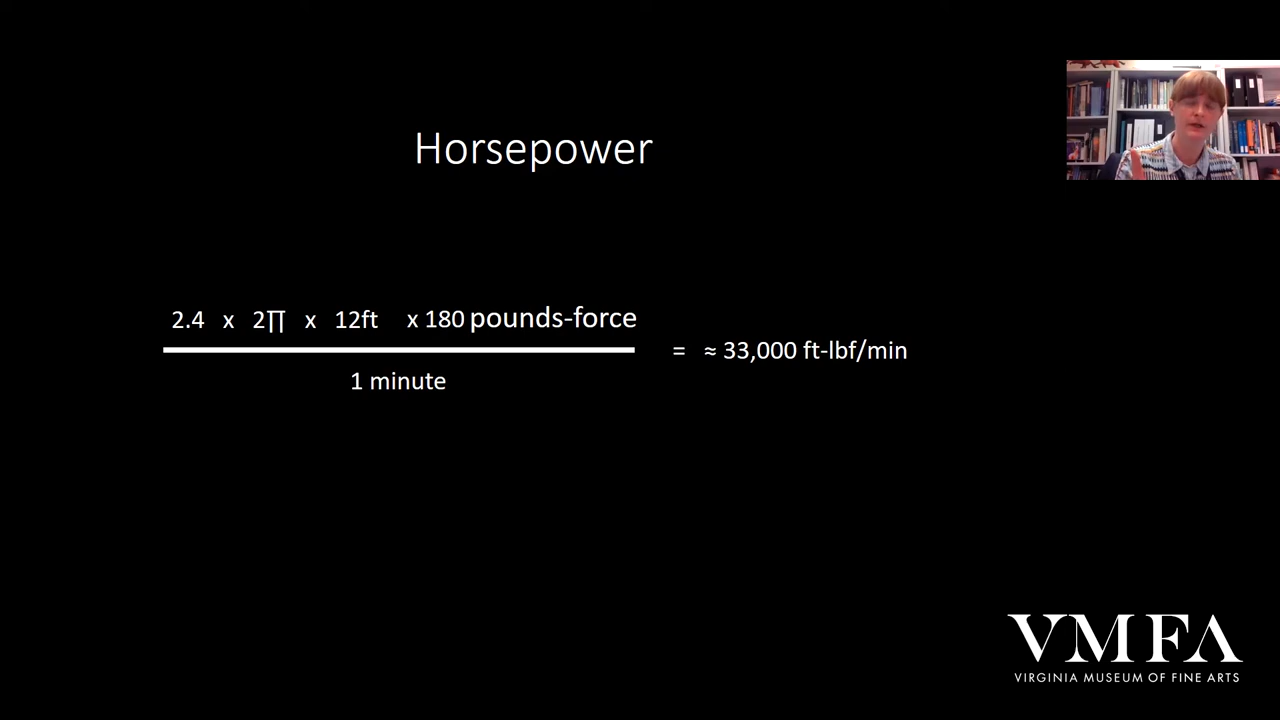 Horsepower
2.4 x 2∏ x 12ft x 180 pounds-force
1 minute
= ≈ 33,000 ft-lbf/min
VMFA
VIRGINIA MUSEUM OF FINE ARTS